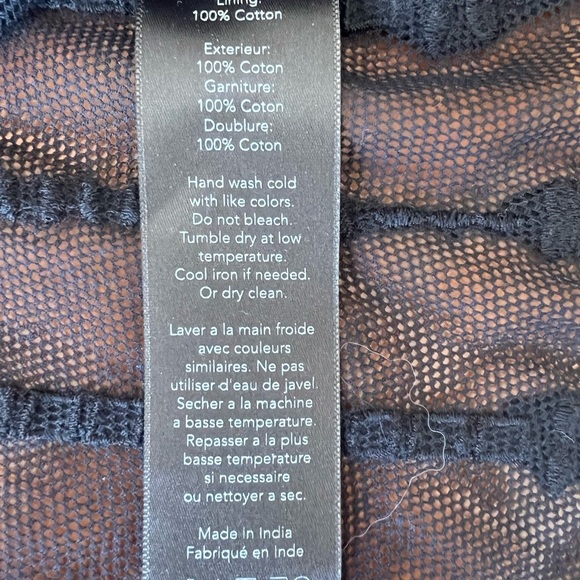 Lining:
100% Cotton
Exterieur:
100% Coton
Garniture:
100% Coton
Doublure:
100% Coton
Hand wash cold
with like colors.
Do not bleach.
Tumble dry at low
temperature.
Cool iron if needed.
Or dry clean.
Laver a la main froide
avec couleurs
similaires. Ne pas
utiliser d'eau de javel.
Secher a la machine
a basse temperature.
Repasser a la plus
basse temperature
si necessaire
ou nettoyer a sec.
Made In India
Fabriqué en Inde